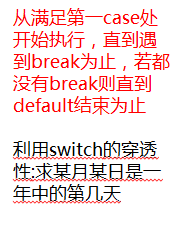 从满足第一case处
开始执行，直到遇
到break为止，若都
没有break则直到
default结束为止
利用switch的穿透
性:求某月某日是一
年中的第几天